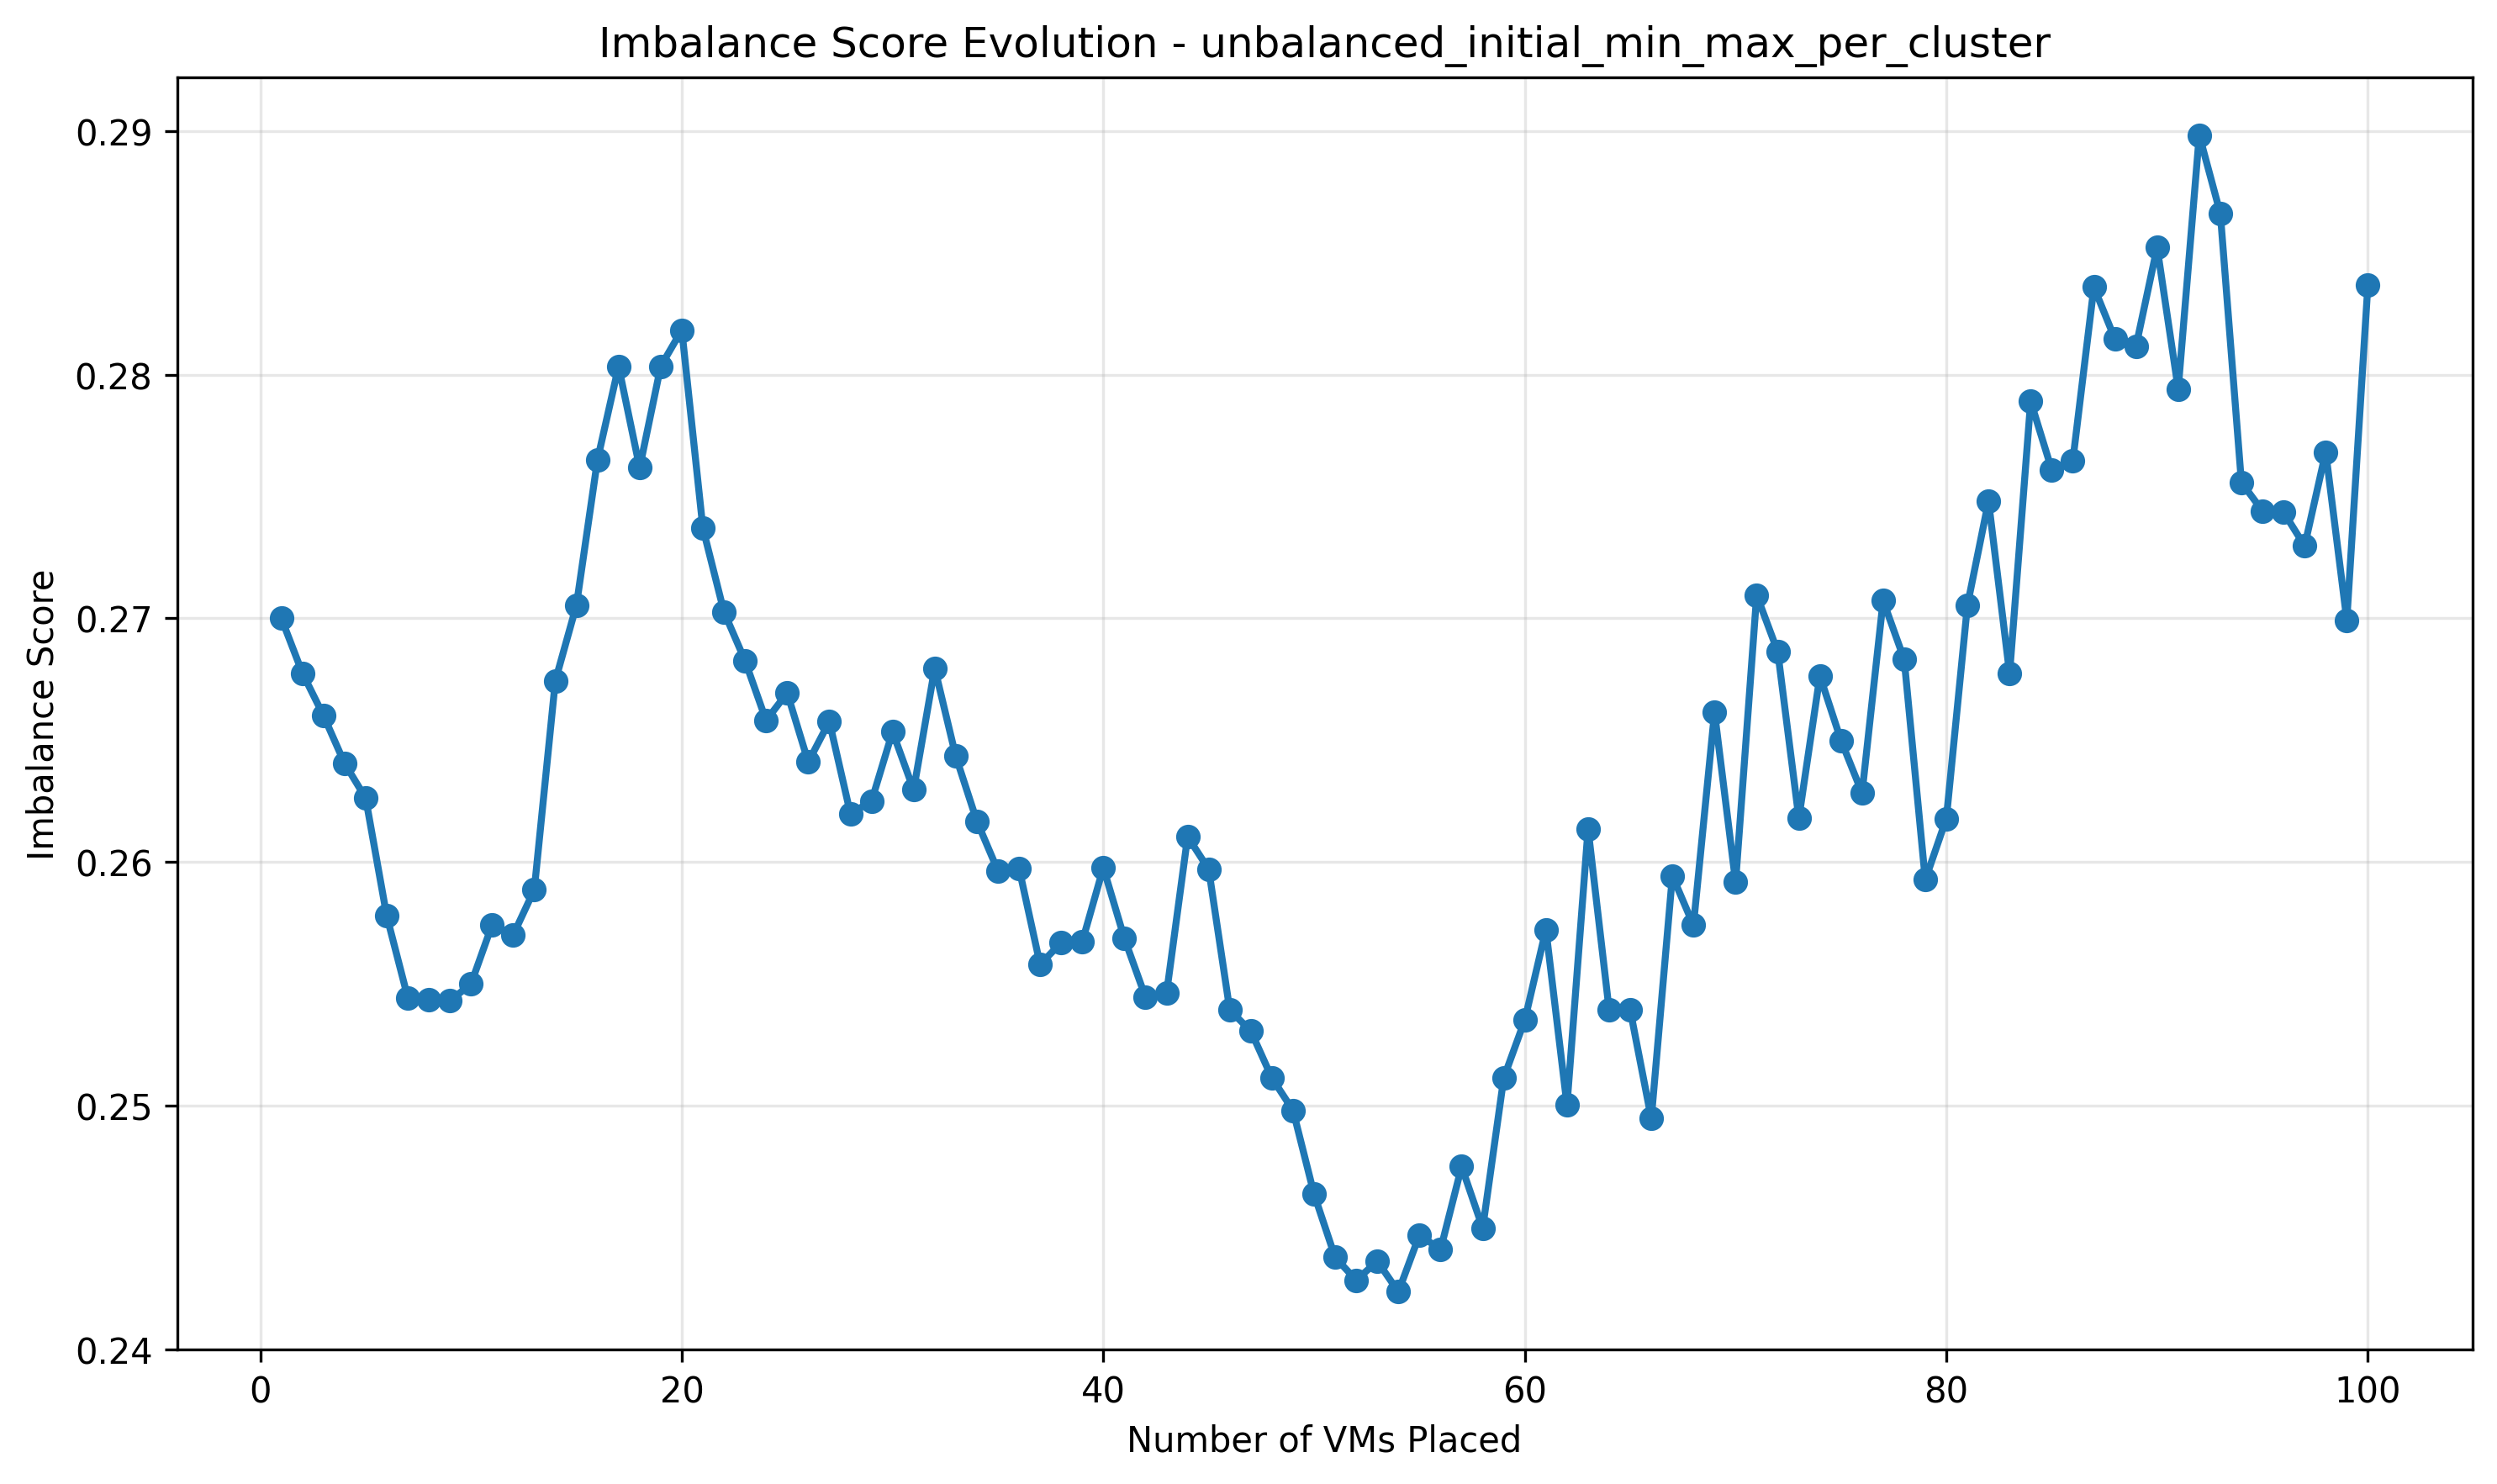 Imbalance Score Evolution - unbalanced_initial_min_max_per_cluster
Imbalance Score
0.29
0.28
0.27
0.26
0.25
0.24
0 20 40 60 80 100
Number of VMs Placed